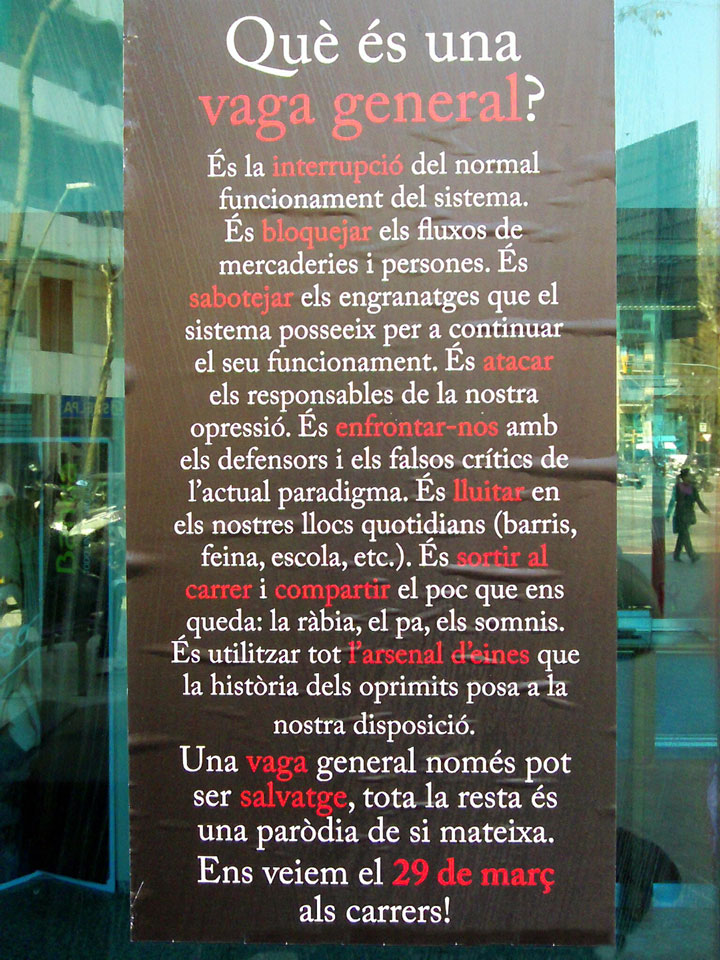 Què és una
vaga general?
És la interrupció del normal
funcionament del sistema.
És bloquejar els fluxos de
mercaderies i persones. És
sabotejar els engranatges que el
sistema posseeix per a continuar
el seu funcionament. És atacar
els responsables de la nostra
opressió. És enfrontar-nos amb
els defensors i els falsos crítics de
l'actual paradigma. És lluitar en
els nostres llocs quotidians (barris,
feina, escola, etc.). És sortir al
carrer i compartir el poc que ens
queda: la ràbia, el pa, els somnis.
És utilitzar tot l'arsenal d'eines que
la història dels oprimits posa a la
nostra disposició.
Una vaga general només pot
ser salvatge, tota la resta és
una paròdia de si mateixa.
Ens veiem el 29 de març
als carrers!